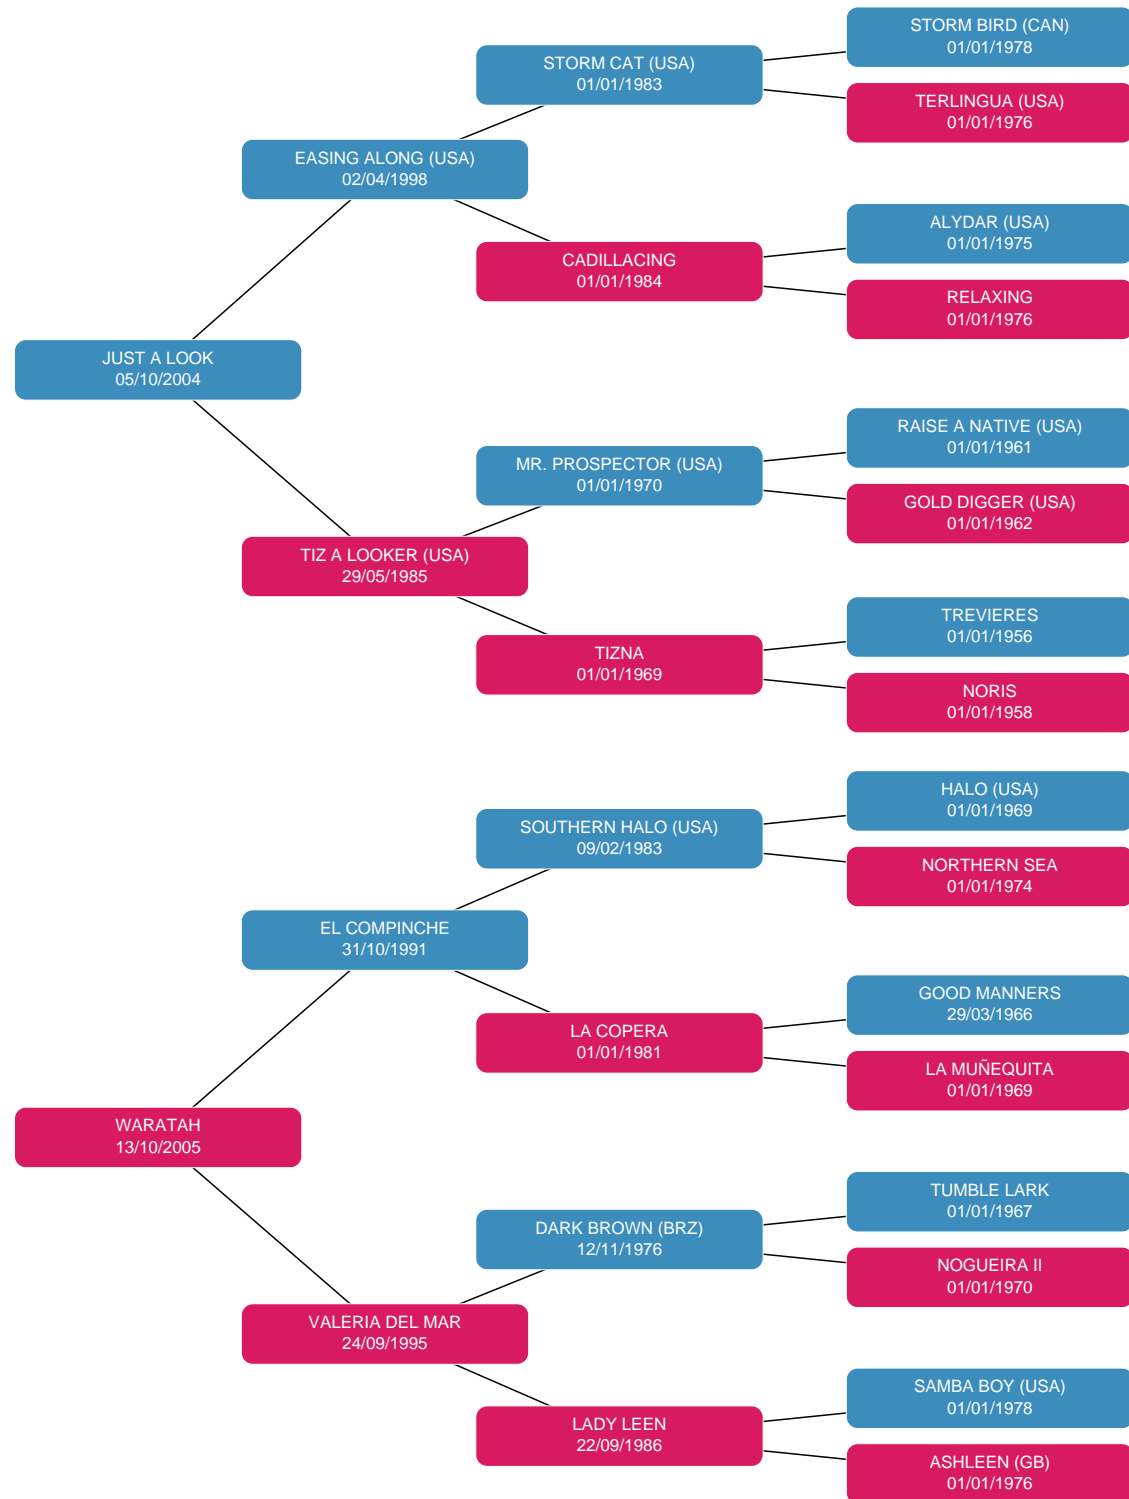 STORM BIRD (CAN)
01/01/1978
STORM CAT (USA)
01/01/1983
TERLINGUA (USA)
01/01/1976
EASING ALONG (USA)
02/04/1998
ALYDAR (USA)
01/01/1975
CADILLACING
01/01/1984
RELAXING
01/01/1976
JUST A LOOK
05/10/2004
RAISE A NATIVE (USA)
01/01/1961
MR. PROSPECTOR (USA)
01/01/1970
GOLD DIGGER (USA)
01/01/1962
TIZ A LOOKER (USA)
29/05/1985
TREVIERES
01/01/1956
TIZNA
01/01/1969
NORIS
01/01/1958
HALO (USA)
01/01/1969
SOUTHERN HALO (USA)
09/02/1983
NORTHERN SEA
01/01/1974
EL COMPINCHE
31/10/1991
GOOD MANNERS
29/03/1966
LA COPERA
01/01/1981
LA MUÑEQUITA
01/01/1969
WARATAH
13/10/2005
TUMBLE LARK
01/01/1967
DARK BROWN (BRZ)
12/11/1976
NOGUEIRA II
01/01/1970
VALERIA DEL MAR
24/09/1995
SAMBA BOY (USA)
01/01/1978
LADY LEEN
22/09/1986
ASHLEEN (GB)
01/01/1976